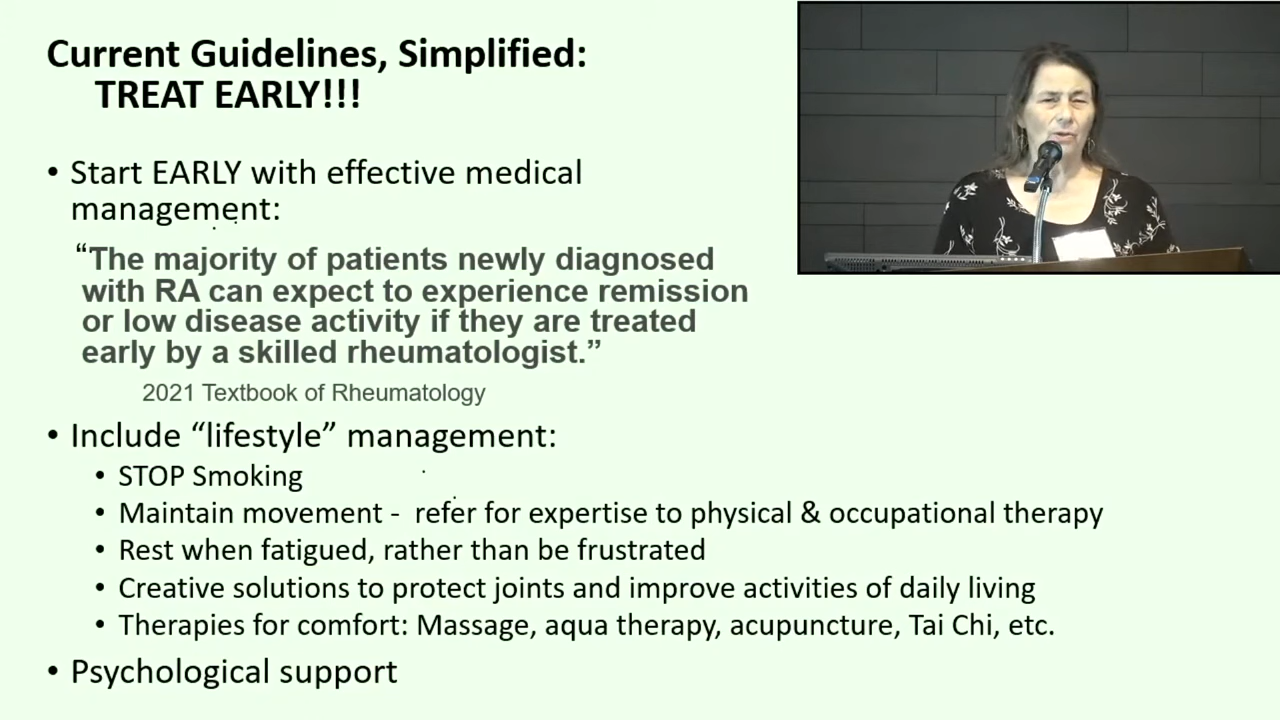 Current Guidelines, Simplified:
TREAT EARLY!!!
• Start EARLY with effective medical
management:
“The majority of patients newly diagnosed
with RA can expect to experience remission
or low disease activity if they are treated
early by a skilled rheumatologist.”
2021 Textbook of Rheumatology
• Include “lifestyle” management:
• STOP Smoking
• Maintain movement - refer for expertise to physical & occupational therapy
• Rest when fatigued, rather than be frustrated
• Creative solutions to protect joints and improve activities of daily living
• Therapies for comfort: Massage, aqua therapy, acupuncture, Tai Chi, etc.
• Psychological support